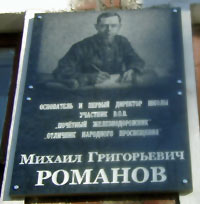 ОСНОВАТЕЛЬ И ПЕРВЫЙ ДИРЕКТОР ШКОЛЫ
УЧАСТНИК В.О.В.
"ПОЧЁТНЫЙ ЖЕЛЕЗНОДОРОЖНИК"
"ОТЛИЧНИК НАРОДНОГО ПРОСВЕЩЕНИЯ"
МИХАИЛ ГРИГОРЬЕВИЧ
РОМАНОВ